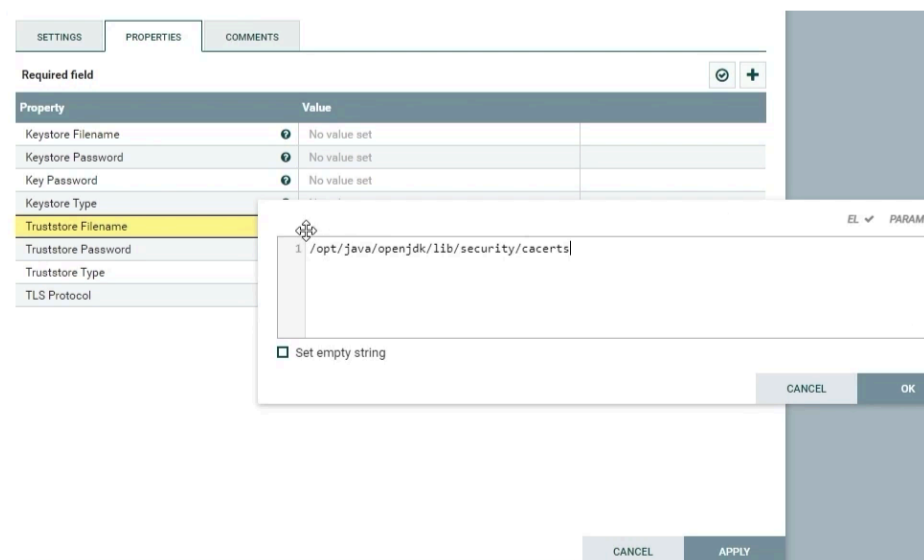 SETTINGS PROPERTIES COMMENTS
Required field
Property Value
Keystore Filename No value set
Keystore Password No value set
Key Password No value set
Keystore Type
Truststore Filename
EL PARAM
Truststore Password
1 /opt/java/openjdk/lib/security/cacerts
Truststore Type
TLS Protocol
Set empty string
CANCEL OK
CANCEL APPLY